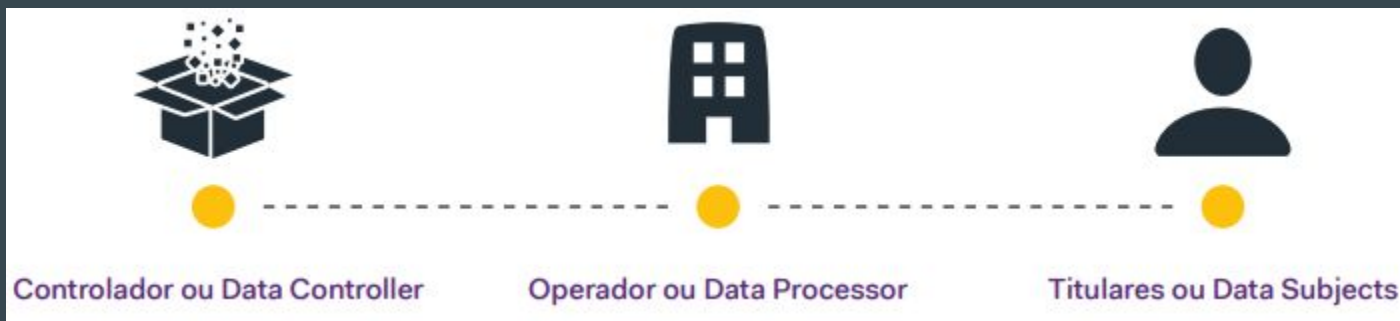 Controlador ou Data Controller
Operador ou Data Processor
Titulares ou Data Subjects